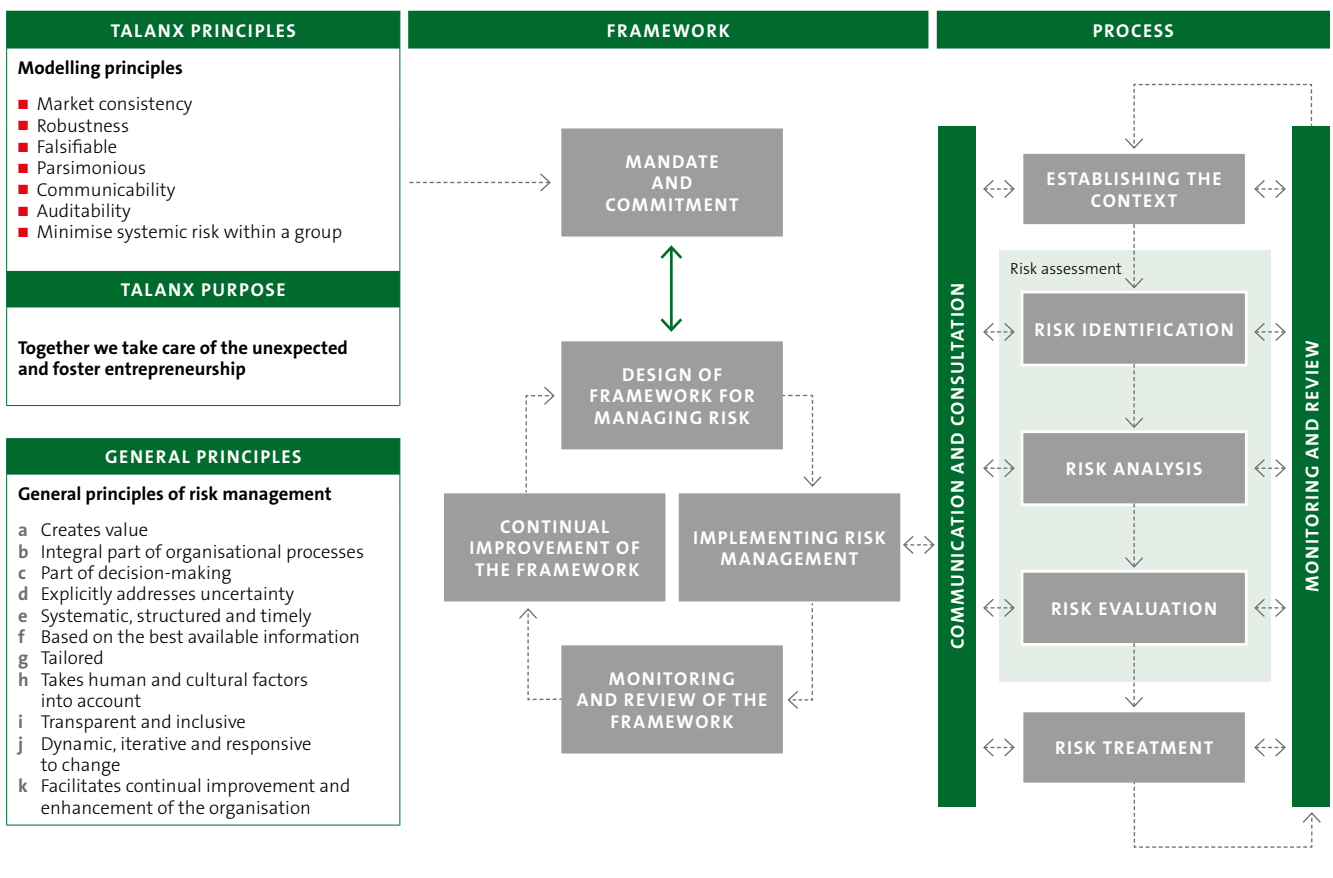 TALANX PRINCIPLES
Modelling principles
Market consistency
Robustness
Falsifiable
Parsimonious
Communicability
Auditability
Minimise systemic risk within a group
TALANX PURPOSE
Together we take care of the unexpected
and foster entrepreneurship
GENERAL PRINCIPLES
General principles of risk management
a Creates value
b Integral part of organisational processes
c Part of decision-making
d Explicitly addresses uncertainty
e Systematic, structured and timely
f Based on the best available information
g Tailored
h Takes human and cultural factors
into account
i Transparent and inclusive
j Dynamic, iterative and responsive
to change
k Facilitates continual improvement and
enhancement of the organisation
FRAMEWORK
MANDATE
AND
COMMITMENT
DESIGN OF
FRAMEWORK FOR
MANAGING RISK
CONTINUAL
IMPROVEMENT OF
THE FRAMEWORK
IMPLEMENTING RISK
MANAGEMENT
MONITORING
AND REVIEW OF THE
FRAMEWORK
PROCESS
COMMUNICATION AND CONSULTATION
ESTABLISHING THE
CONTEXT
Risk assessment
RISK IDENTIFICATION
RISK ANALYSIS
RISK EVALUATION
RISK TREATMENT
MONITORING AND REVIEW